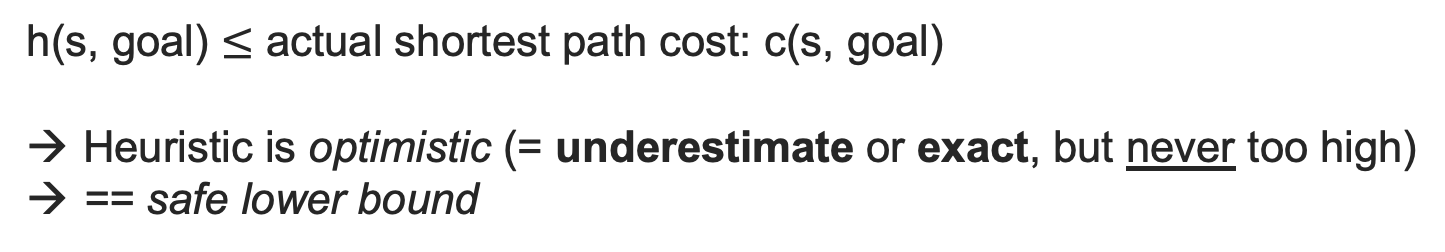 h(s, goal) ≤ actual shortest path cost: c(s, goal)
→ Heuristic is optimistic (= underestimate or exact, but never too high)
→ == safe lower bound